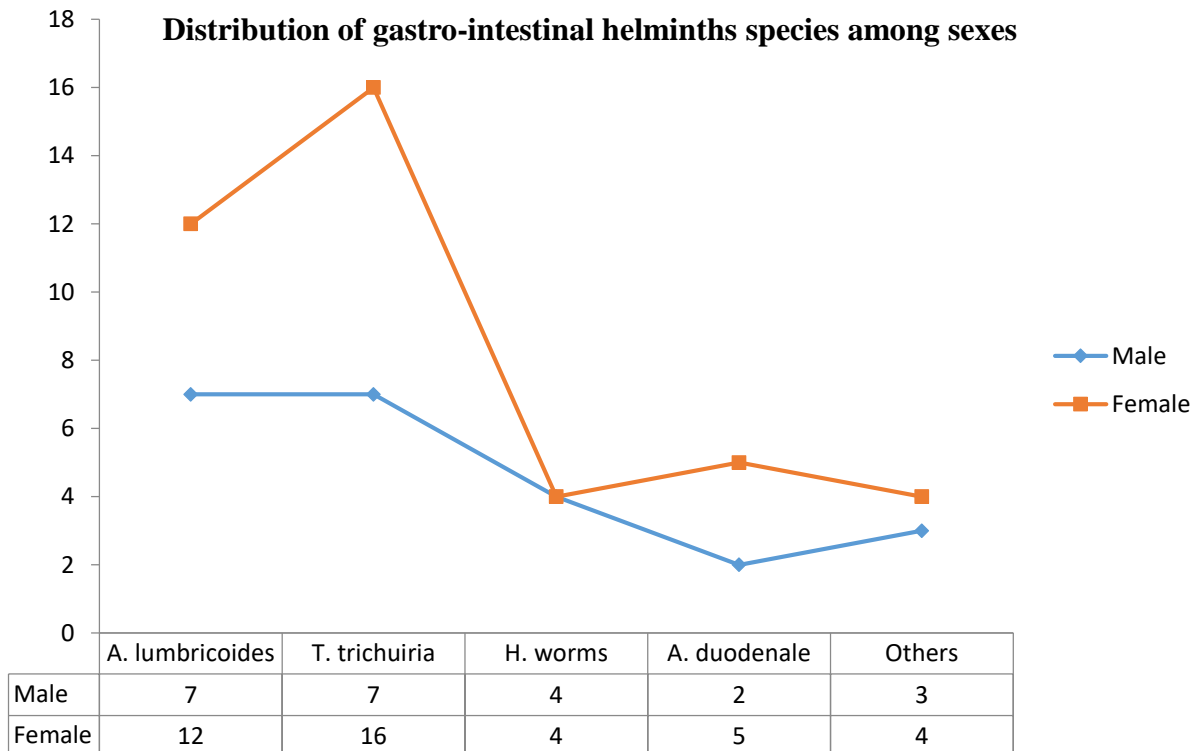 Distribution of gastro-intestinal helminths species among sexes
18
16
14
12
10
8
6
4
2
0
Male
Female
A. lumbricoides T. trichuiria H. worms A. duodenale Others
Male 7 7 4 2 3
Female 12 16 4 5 4